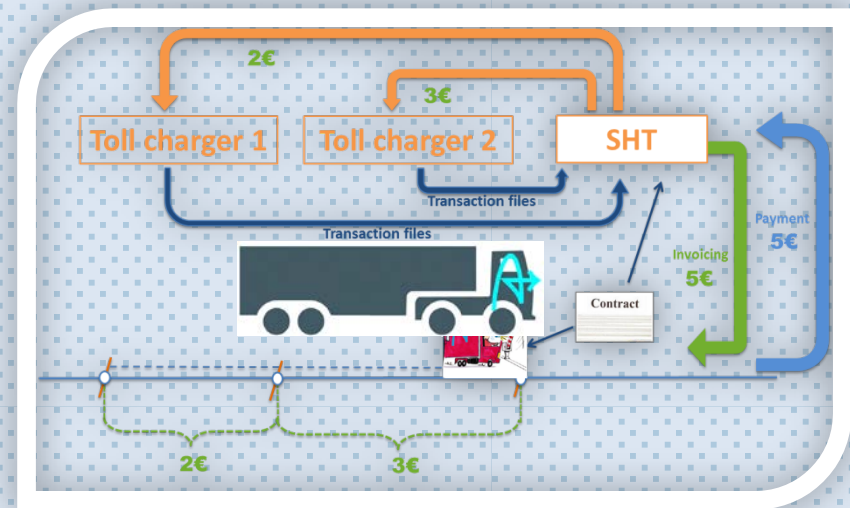 2€
3€
Toll charger 1
Toll charger 2
SHT
Transaction files
Transaction files
Payment
5€
Invoicing
5€
Contract
2€
3€